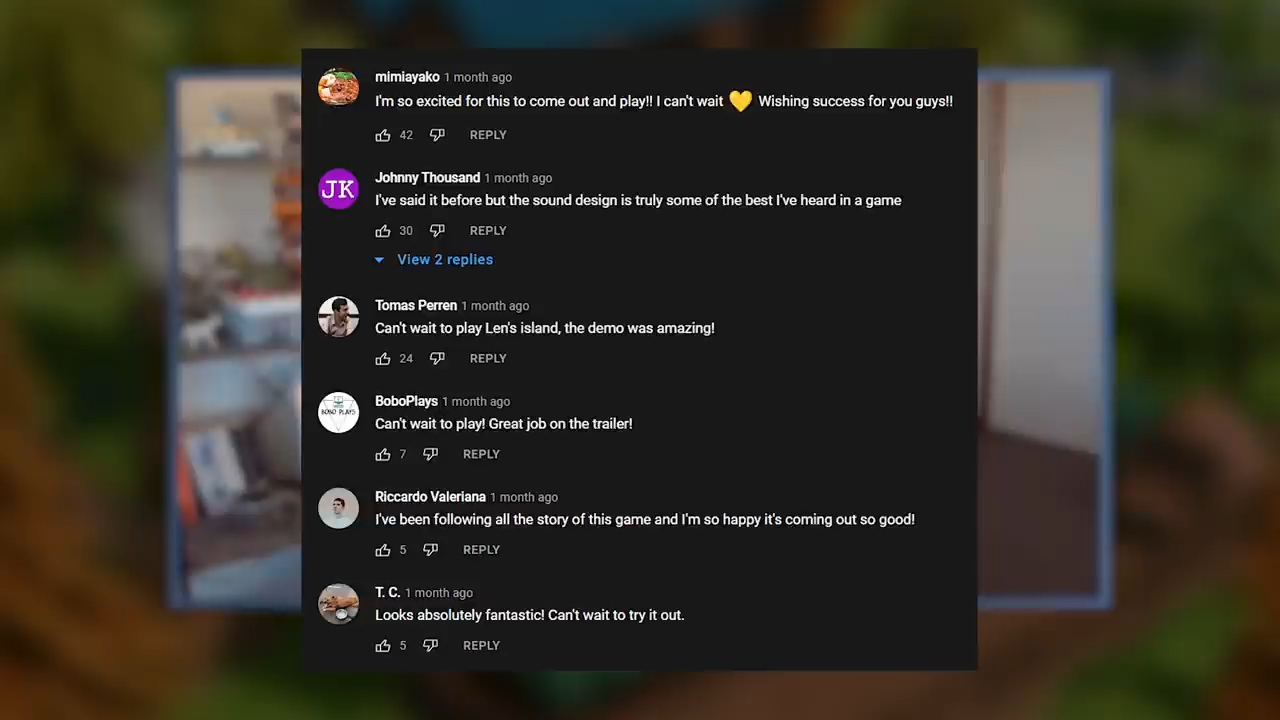 mimiayako 1 month ago
I'm so excited for this to come out and play!! I can't wait 💛 Wishing success for you guys!!
42 REPLY
JK
Johnny Thousand 1 month ago
I've said it before but the sound design is truly some of the best I've heard in a game
30 REPLY
View 2 replies
Tomas Perren 1 month ago
Can't wait to play Len's island, the demo was amazing!
24 REPLY
BOBO PLAYS
BoboPlays 1 month ago
Can't wait to play! Great job on the trailer!
7 REPLY
Riccardo Valeriana 1 month ago
I've been following all the story of this game and I'm so happy it's coming out so good!
5 REPLY
T. C. 1 month ago
Looks absolutely fantastic! Can't wait to try it out.
5 REPLY